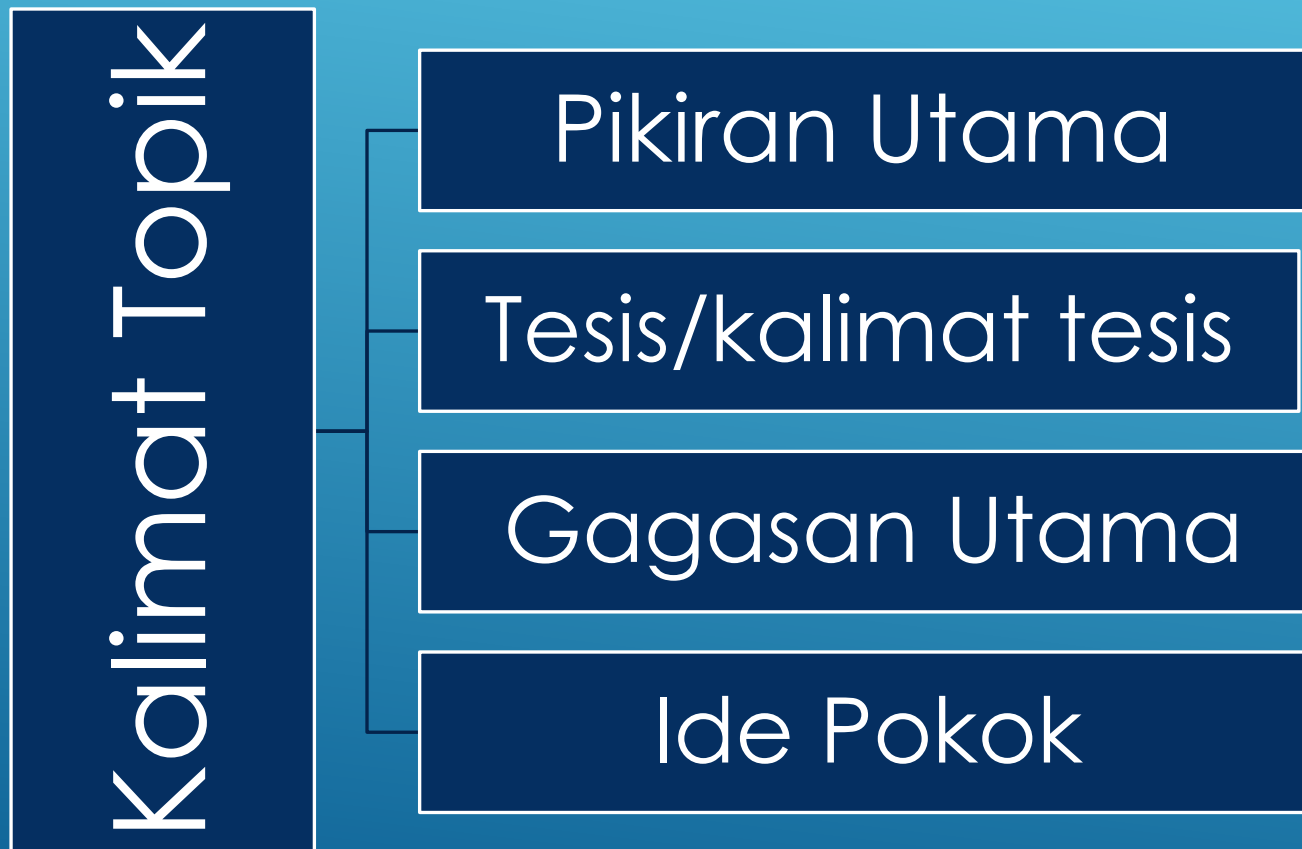 Kalimat Topik
Pikiran Utama
Tesis/kalimat tesis
Gagasan Utama
Ide Pokok